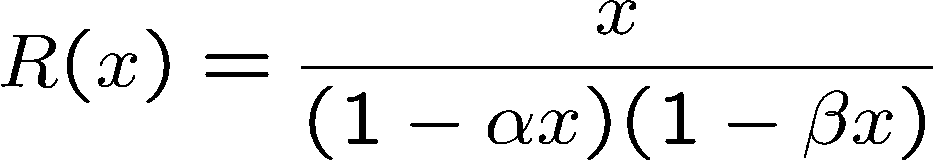 R(x) = x / ((1 − αx)(1 − βx))